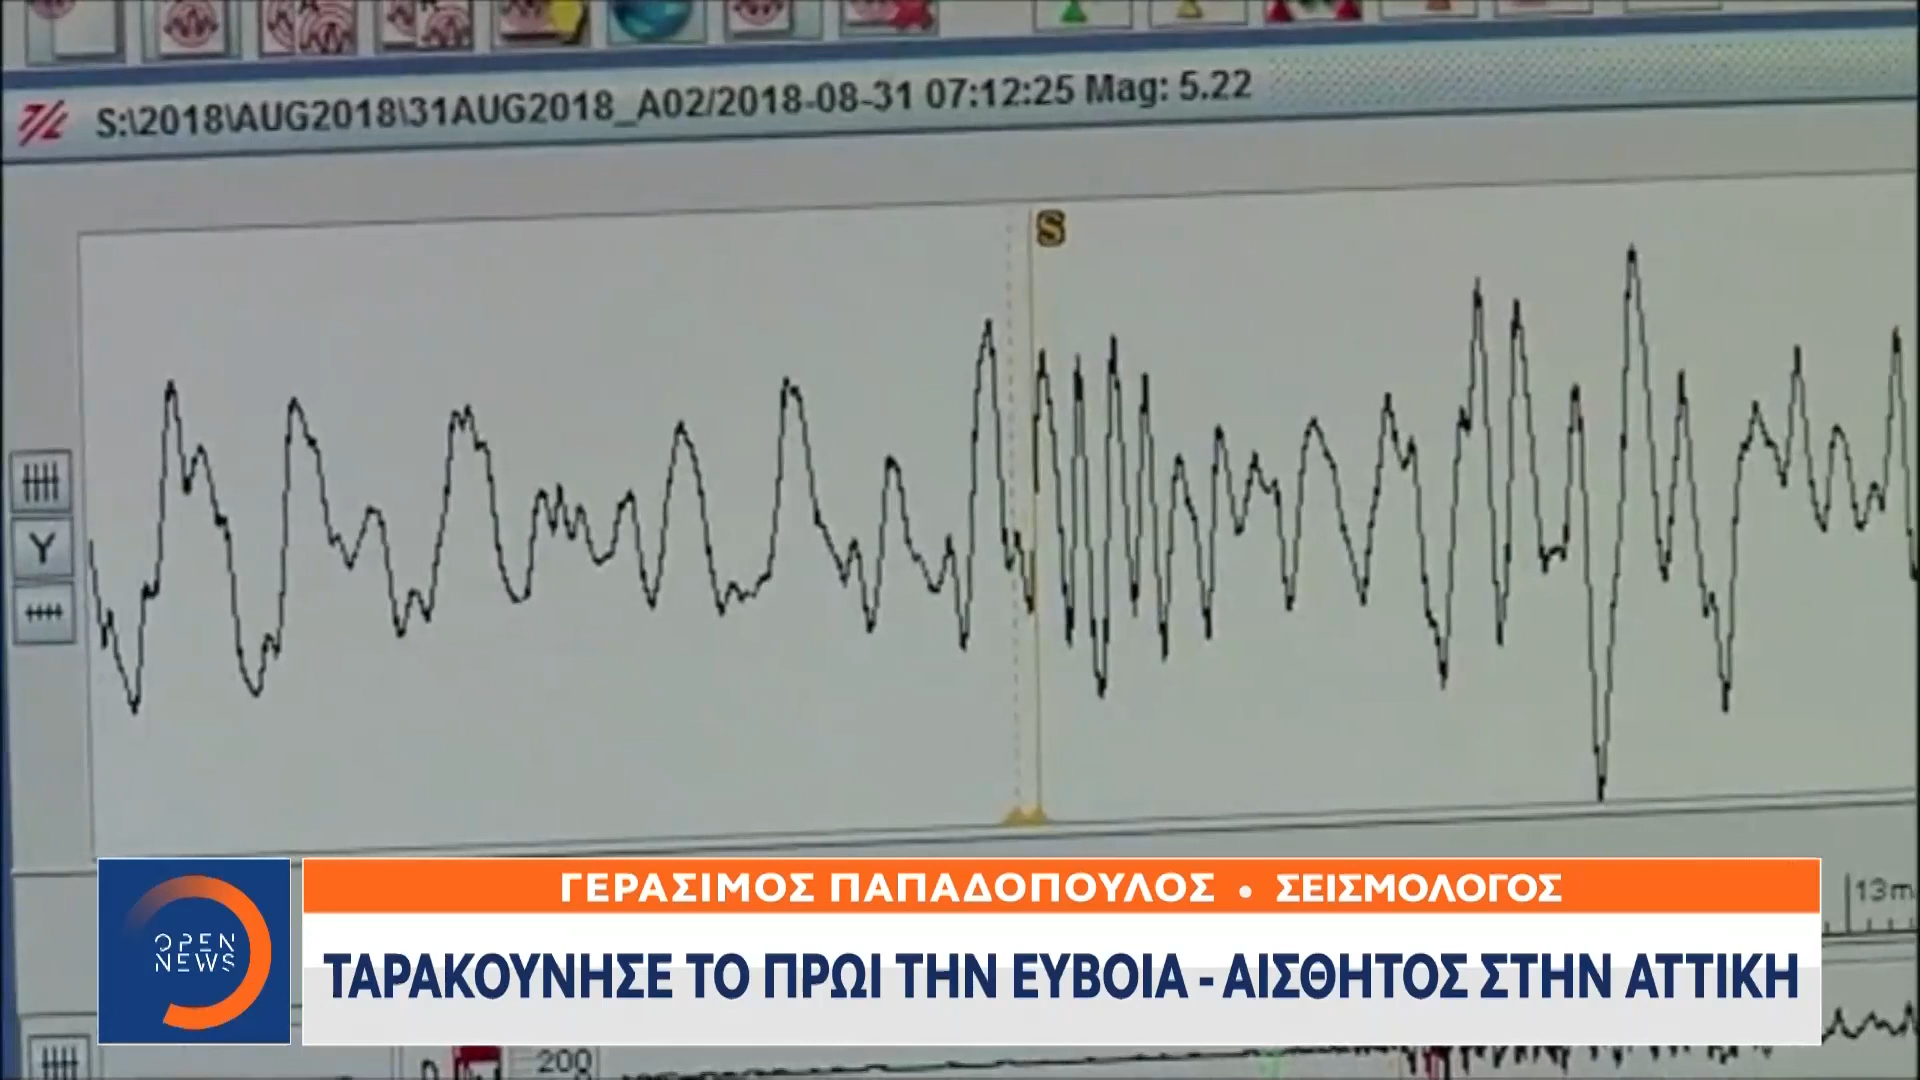 S:\2018\AUG2018\31AUG2018_A02/2018-08-31 07:12:25 Mag: 5.22
S
Y
13m
ΓΕΡΑΣΙΜΟΣ ΠΑΠΑΔΟΠΟΥΛΟΣ • ΣΕΙΣΜΟΛΟΓΟΣ
OPEN
NEWS
ΤΑΡΑΚΟΥΝΗΣΕ ΤΟ ΠΡΩΙ ΤΗΝ ΕΥΒΟΙΑ - ΑΙΣΘΗΤΟΣ ΣΤΗΝ ΑΤΤΙΚΗ
200